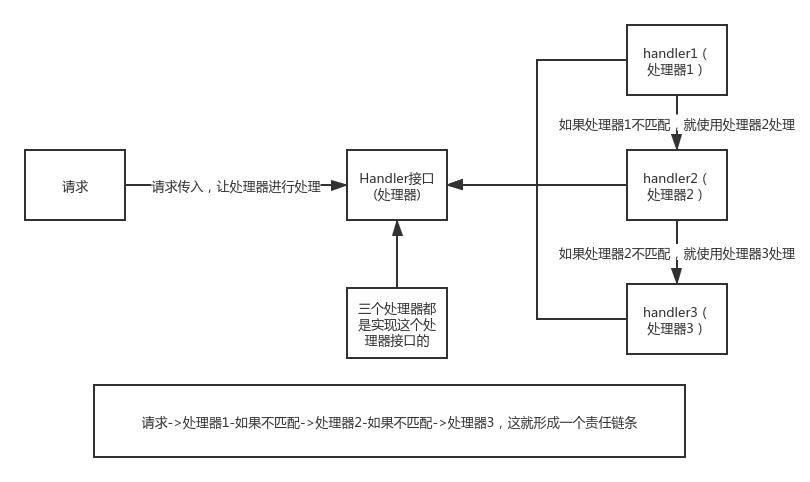 handler1（
处理器1）
如果处理器1不匹配，就使用处理器2处理
请求
请求传入，让处理器进行处理
Handler接口
(处理器)
handler2（
处理器2）
如果处理器2不匹配，就使用处理器3处理
三个处理器都
是实现这个处
理器接口的
handler3（
处理器3）
请求->处理器1-如果不匹配->处理器2-如果不匹配->处理器3，这就形成一个责任链条